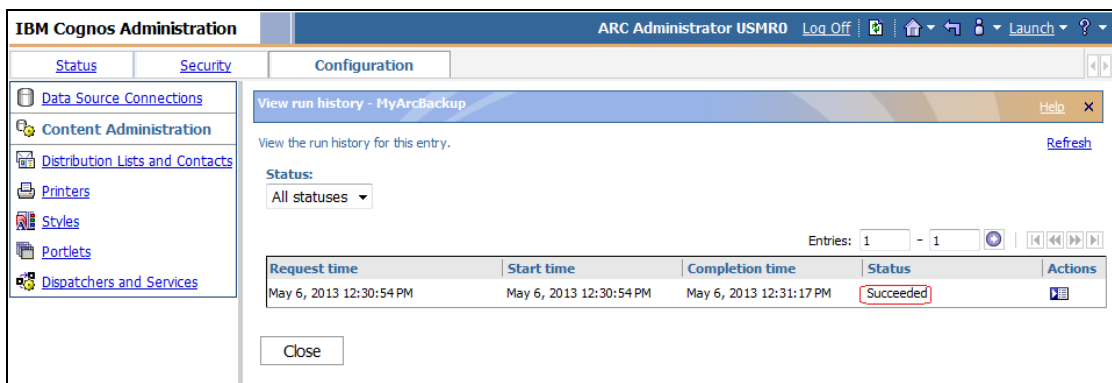 IBM Cognos Administration
ARC Administrator USMR0 Log Off Launch ?
Status Security Configuration
Data Source Connections
Content Administration
Distribution Lists and Contacts
Printers
Styles
Portlets
Dispatchers and Services
View run history - MyArcBackup Help X
View the run history for this entry. Refresh
Status:
All statuses
Entries: 1 - 1
Request time Start time Completion time Status Actions
May 6, 2013 12:30:54 PM May 6, 2013 12:30:54 PM May 6, 2013 12:31:17 PM Succeeded
Close